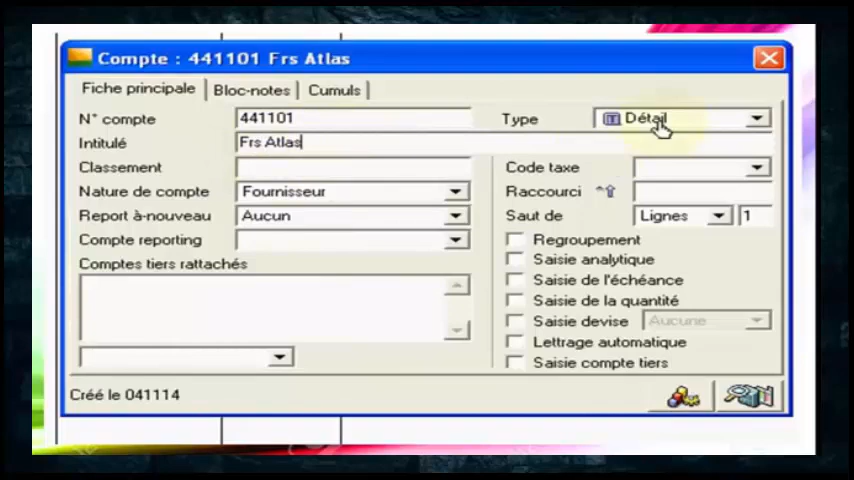 Compte : 441101 Frs Atlas
Fiche principale Bloc-notes Cumuls
N° compte 441101 Type Détail
Intitulé Frs Atlas
Classement Code taxe
Nature de compte Fournisseur Raccourci
Report à-nouveau Aucun Saut de Lignes 1
Compte reporting Regroupement
Comptes tiers rattachés Saisie analytique
Saisie de l'échéance
Saisie de la quantité
Saisie devise Aucune
Lettrage automatique
Saisie compte tiers
Créé le 041114